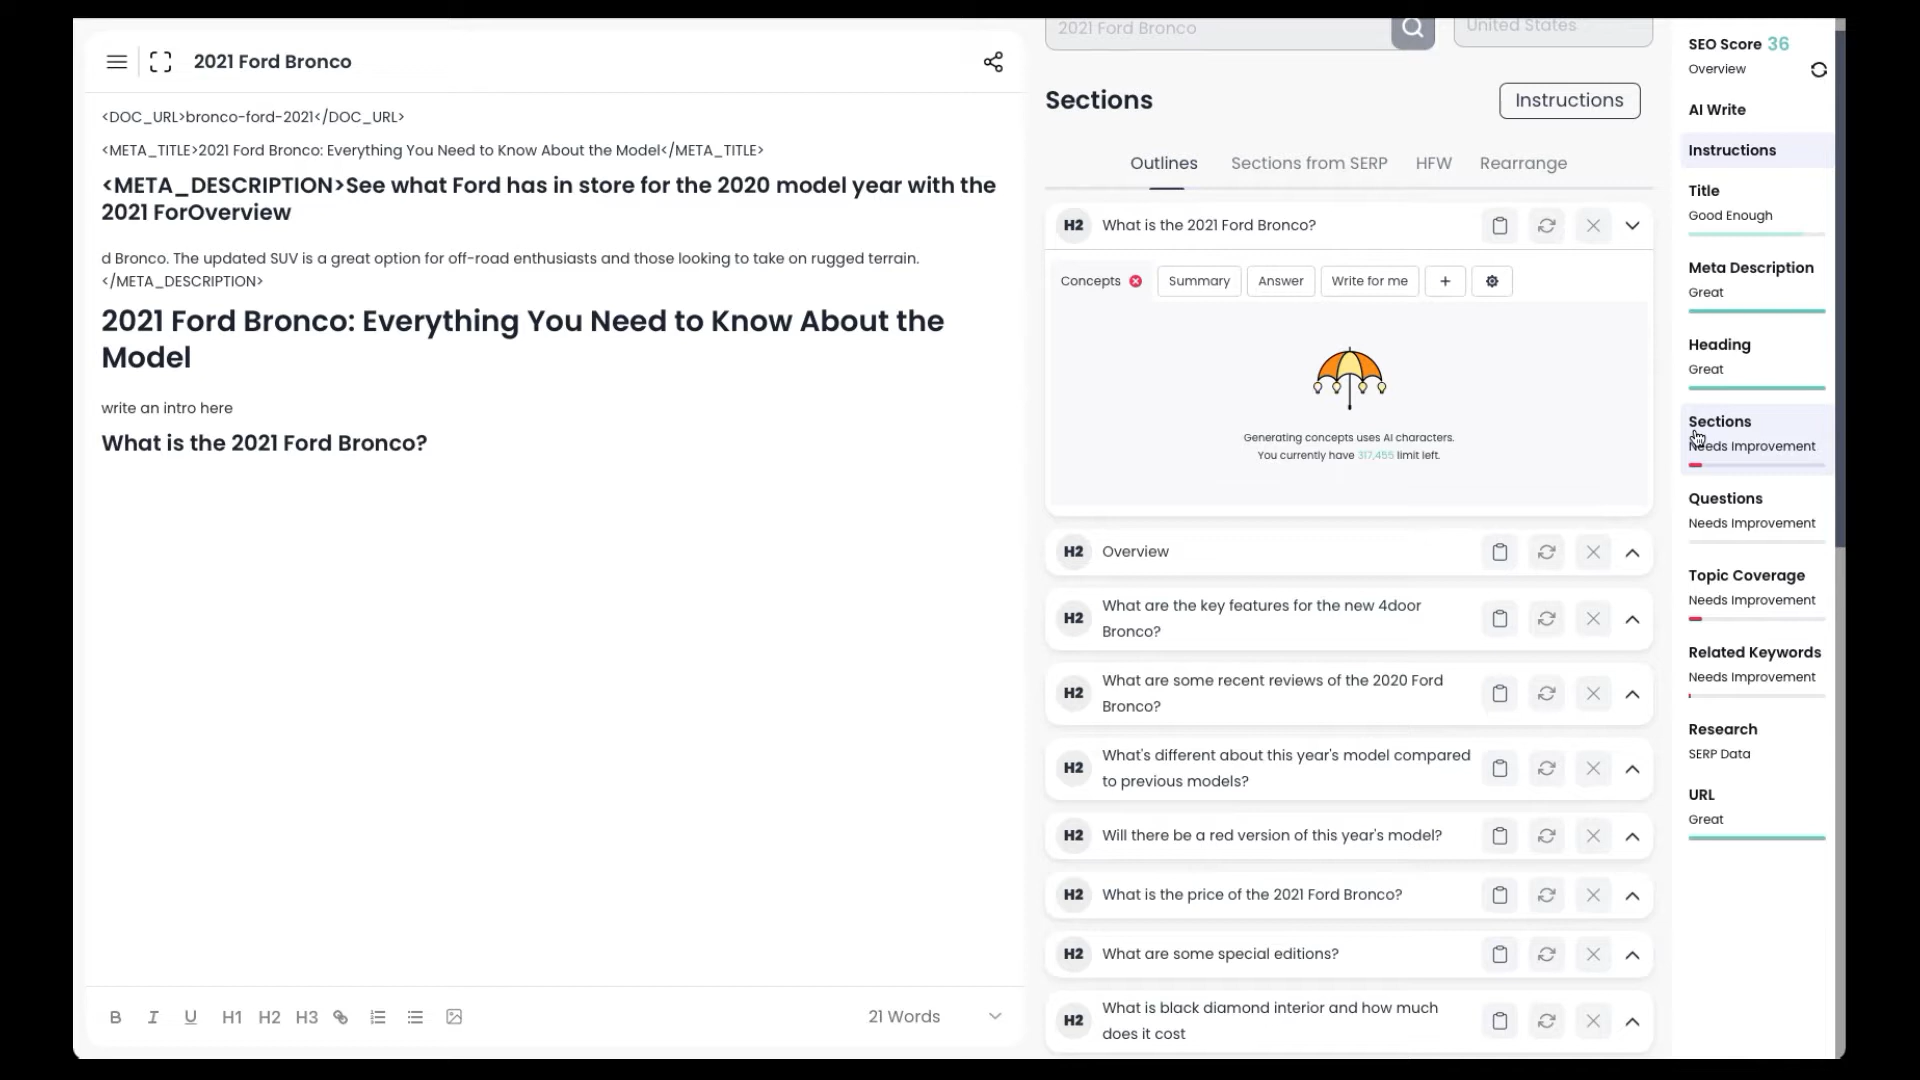 2021 Ford Bronco
<DOC_URL>bronco-ford-2021</DOC_URL>
<META_TITLE>2021 Ford Bronco: Everything You Need to Know About the Model</META_TITLE>
<META_DESCRIPTION>See what Ford has in store for the 2020 model year with the
2021 ForOverview
d Bronco. The updated SUV is a great option for off-road enthusiasts and those looking to take on rugged terrain.
</META_DESCRIPTION>
2021 Ford Bronco: Everything You Need to Know About the
Model
write an intro here
What is the 2021 Ford Bronco?
B I U H1 H2 H3
21 Words
2021 Ford Bronco
United States
Sections
Instructions
Outlines
Sections from SERP
HFW
Rearrange
H2 What is the 2021 Ford Bronco?
Concepts
Summary
Answer
Write for me
+
Generating concepts uses AI characters.
You currently have 317,455 limit left.
H2 Overview
H2 What are the key features for the new 4door
Bronco?
H2 What are some recent reviews of the 2020 Ford
Bronco?
H2 What's different about this year's model compared
to previous models?
H2 Will there be a red version of this year's model?
H2 What is the price of the 2021 Ford Bronco?
H2 What are some special editions?
H2 What is black diamond interior and how much
does it cost
SEO Score 36
Overview
AI Write
Instructions
Title
Good Enough
Meta Description
Great
Heading
Great
Sections
Needs Improvement
Questions
Needs Improvement
Topic Coverage
Needs Improvement
Related Keywords
Needs Improvement
Research
SERP Data
URL
Great